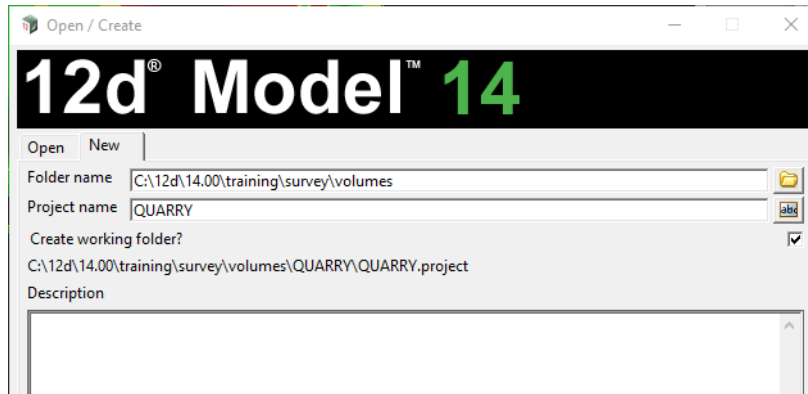 Open / Create
12d® Model™ 14
Open New
Folder name C:\12d\14.00\training\survey\volumes
Project name QUARRY
abc
Create working folder?
C:\12d\14.00\training\survey\volumes\QUARRY\QUARRY.project
Description